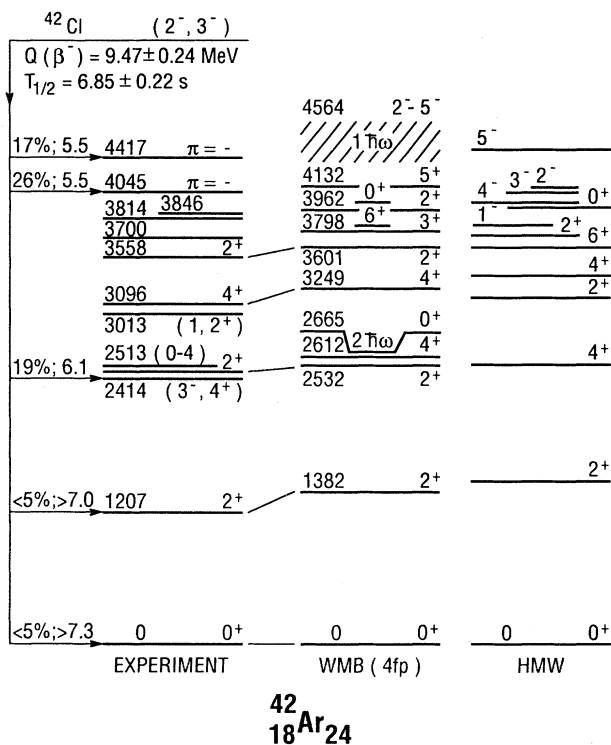 ⁴²Cl (2⁻, 3⁻)
Q (β⁻) = 9.47 ± 0.24 MeV
T₁/₂ = 6.85 ± 0.22 s
17%; 5.5 4417 π = -
26%; 5.5 4045 π = -
3814 3846
3700
3558 2⁺
3096 4⁺
3013 (1, 2⁺)
2513 (0-4) 2⁺
19%; 6.1
2414 (3⁻, 4⁺)
<5%; >7.0 1207 2⁺
<5%; >7.3 0 0⁺
EXPERIMENT
4564 2⁻- 5⁻
1ħω
4132 5⁺
3962 0⁺ 2⁺
3798 6⁺ 3⁺
3601 2⁺
3249 4⁺
2665 0⁺
2612 2ħω 4⁺
2532 2⁺
1382 2⁺
0 0⁺
WMB ( 4fp )
5⁻
3⁻ 2⁻
4⁻ 0⁺
1⁻ 2⁺
6⁺
4⁺
2⁺
4⁺
2⁺
0 0⁺
HMW
⁴²₁₈Ar₂₄